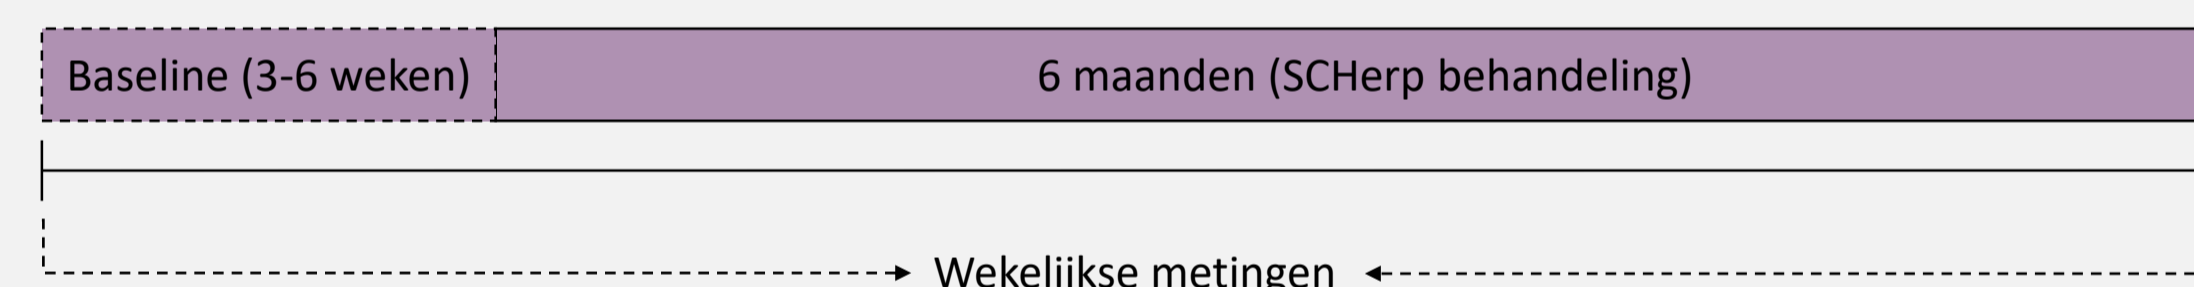 Baseline (3-6 weken)
6 maanden (SCHerp behandeling)
Wekelijkse metingen